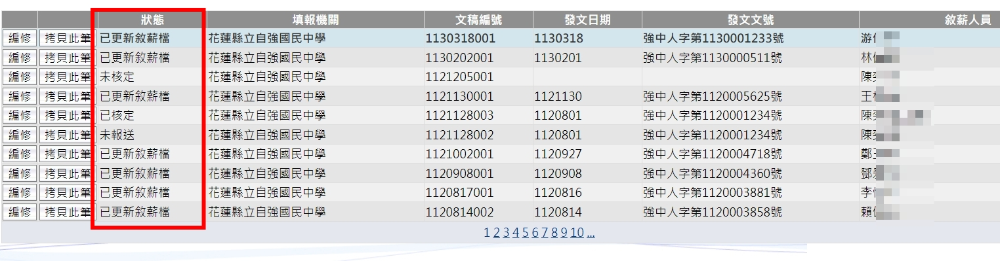 狀態 填報機關 文稿編號 發文日期 發文文號 敘薪人員
編修 拷貝此筆 已更新敘薪檔 花蓮縣立自強國民中學 1130318001 1130318 強中人字第1130001233號 游
編修 拷貝此筆 已更新敘薪檔 花蓮縣立自強國民中學 1130202001 1130201 強中人字第1130000511號 林
編修 拷貝此筆 未核定 花蓮縣立自強國民中學 1121205001 陳
編修 拷貝此筆 已更新敘薪檔 花蓮縣立自強國民中學 1121130001 1121130 強中人字第1120005625號 王
編修 拷貝此筆 已核定 花蓮縣立自強國民中學 1121128003 1120801 強中人字第1120001234號 陳
編修 拷貝此筆 未報送 花蓮縣立自強國民中學 1121128002 1120801 強中人字第1120001234號 陳
編修 拷貝此筆 已更新敘薪檔 花蓮縣立自強國民中學 1121002001 1120927 強中人字第1120004718號 鄭
編修 拷貝此筆 已更新敘薪檔 花蓮縣立自強國民中學 1120908001 1120908 強中人字第1120004360號 鄧
編修 拷貝此筆 已更新敘薪檔 花蓮縣立自強國民中學 1120817001 1120816 強中人字第1120003881號 李
編修 拷貝此筆 已更新敘薪檔 花蓮縣立自強國民中學 1120814002 1120814 強中人字第1120003858號 賴
1 2 3 4 5 6 7 8 9 10 ...